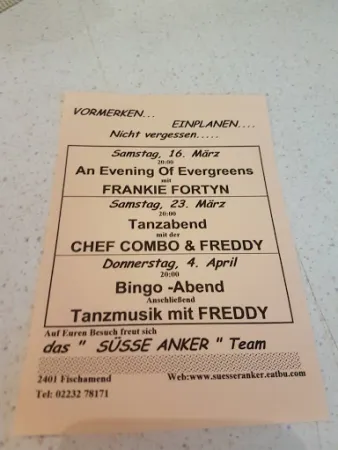 VORMERKEN...
EINPLANEN....
Nicht vergessen.....
Samstag, 16. März
20:00
An Evening Of Evergreens
mit
FRANKIE FORTYN
Samstag, 23. März
20:00
Tanzabend
mit der
CHEF COMBO & FREDDY
Donnerstag, 4. April
20:00
Bingo -Abend
Anschließend
Tanzmusik mit FREDDY
Auf Euren Besuch freut sich
das " SÜSSE ANKER " Team
2401 Fischamend
Web:www.suesseranker.eatbu.com
Tel: 02232 78171